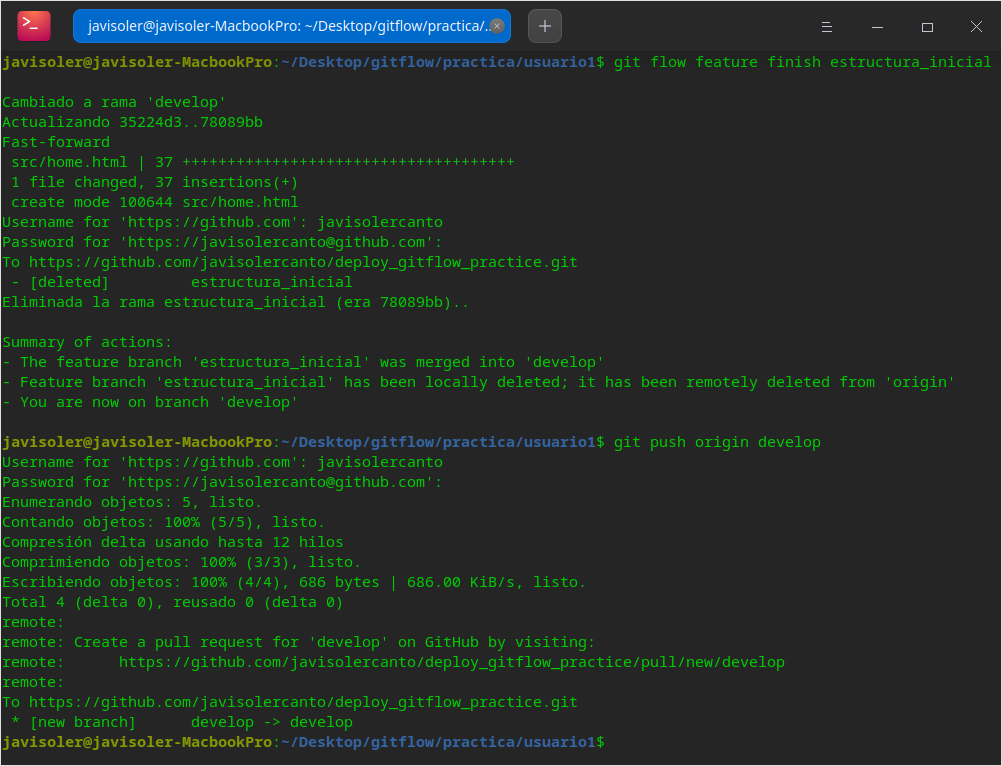 javisoler@javisoler-MacbookPro: ~/Desktop/gitflow/practica/..
javisoler@javisoler-MacbookPro:~/Desktop/gitflow/practica/usuario1$ git flow feature finish estructura_inicial
Cambiado a rama 'develop'
Actualizando 35224d3..78089bb
Fast-forward
 src/home.html | 37 +++++++++++++++++++++++++++++++++++++
 1 file changed, 37 insertions(+)
 create mode 100644 src/home.html
Username for 'https://github.com': javisolercanto
Password for 'https://javisolercanto@github.com':
To https://github.com/javisolercanto/deploy_gitflow_practice.git
 - [deleted]         estructura_inicial
Eliminada la rama estructura_inicial (era 78089bb)..
Summary of actions:
- The feature branch 'estructura_inicial' was merged into 'develop'
- Feature branch 'estructura_inicial' has been locally deleted; it has been remotely deleted from 'origin'
- You are now on branch 'develop'
javisoler@javisoler-MacbookPro:~/Desktop/gitflow/practica/usuario1$ git push origin develop
Username for 'https://github.com': javisolercanto
Password for 'https://javisolercanto@github.com':
Enumerando objetos: 5, listo.
Contando objetos: 100% (5/5), listo.
Compresión delta usando hasta 12 hilos
Comprimiendo objetos: 100% (3/3), listo.
Escribiendo objetos: 100% (4/4), 686 bytes | 686.00 KiB/s, listo.
Total 4 (delta 0), reusado 0 (delta 0)
remote:
remote: Create a pull request for 'develop' on GitHub by visiting:
remote:      https://github.com/javisolercanto/deploy_gitflow_practice/pull/new/develop
remote:
To https://github.com/javisolercanto/deploy_gitflow_practice.git
 * [new branch]      develop -> develop
javisoler@javisoler-MacbookPro:~/Desktop/gitflow/practica/usuario1$